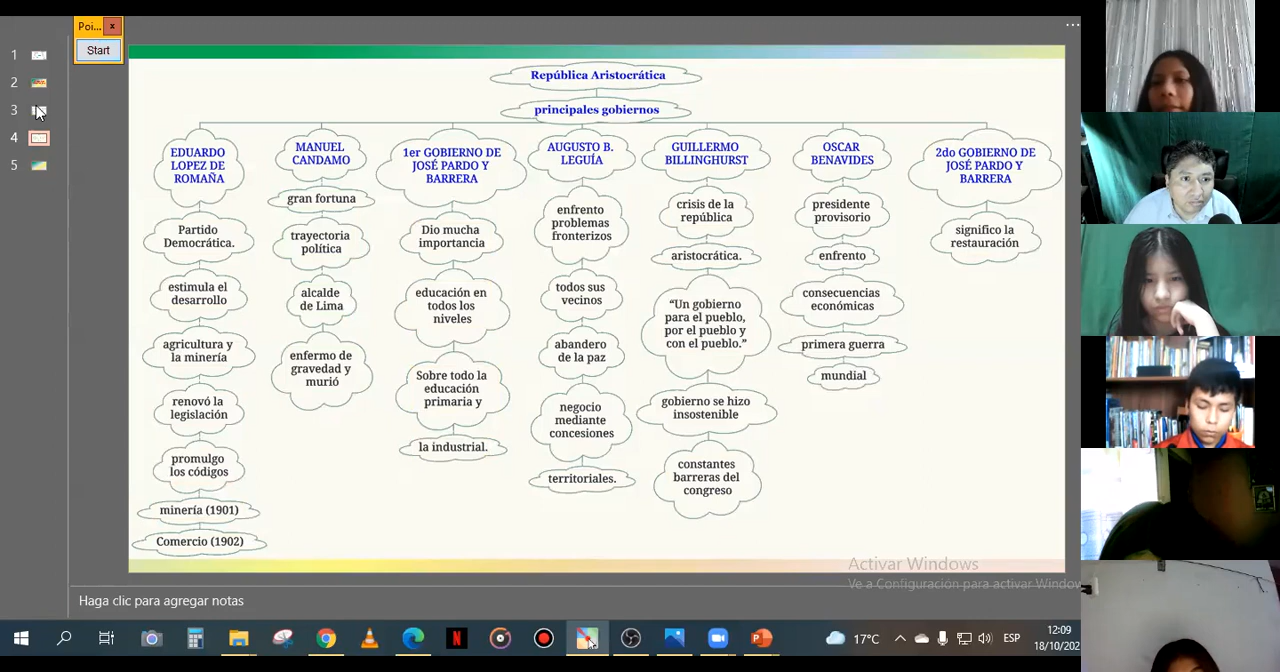 Poi... x
Start
1
2
3
4
5
República Aristocrática
principales gobiernos
EDUARDO
LOPEZ DE
ROMAÑA
Partido
Democrática.
estimula el
desarrollo
agricultura y
la minería
renovó la
legislación
promulgo
los códigos
minería (1901)
Comercio (1902)
MANUEL
CANDAMO
gran fortuna
trayectoria
política
alcalde
de Lima
enfermo de
gravedad y
murió
1er GOBIERNO DE
JOSÉ PARDO Y
BARRERA
Dio mucha
importancia
educación en
todos los
niveles
Sobre todo la
educación
primaria y
la industrial.
AUGUSTO B.
LEGUÍA
enfrento
problemas
fronterizos
todos sus
vecinos
abandero
de la paz
negocio
mediante
concesiones
territoriales.
GUILLERMO
BILLINGHURST
crisis de la
república
aristocrática.
“Un gobierno
para el pueblo,
por el pueblo y
con el pueblo.”
gobierno se hizo
insostenible
constantes
barreras del
congreso
OSCAR
BENAVIDES
presidente
provisorio
enfrento
consecuencias
económicas
primera guerra
mundial
2do GOBIERNO DE
JOSÉ PARDO Y
BARRERA
significo la
restauración
Activar Windows
Ve a Configuración para activar Window
Haga clic para agregar notas
17°C
ESP
12:09
18/10/202